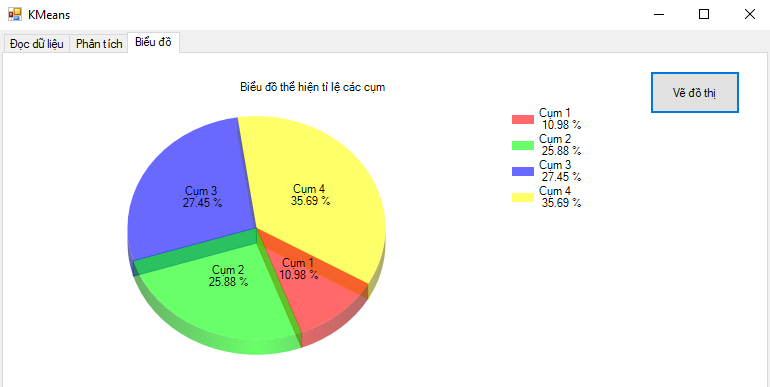 KMeans
Đọc dữ liệu
Phân tích
Biểu đồ
Biểu đồ thể hiện tỉ lệ các cụm
Vẽ đồ thị
Cụm 1
10.98 %
Cụm 2
25.88 %
Cụm 3
27.45 %
Cụm 4
35.69 %
Cụm 3
27.45 %
Cụm 4
35.69 %
Cụm 2
25.88 %
Cụm 1
10.98 %